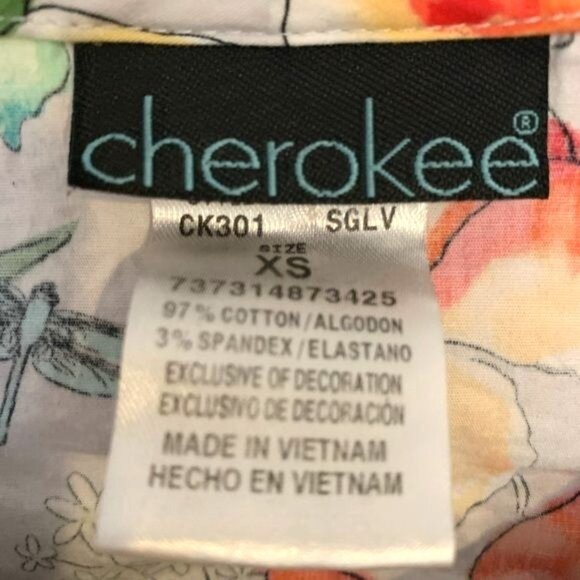 cherokee®
CK301 SGLV
SIZE
XS
737314873425
97% COTTON/ALGODON
3% SPANDEX/ELASTANO
EXCLUSIVE OF DECORATION
EXCLUSIVO DE DECORACIÓN
MADE IN VIETNAM
HECHO EN VIETNAM